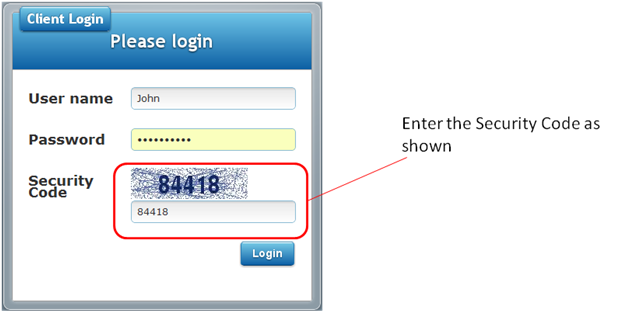 Client Login
Please login
User name
John
Password
••••••••••
Security
Code
84418
84418
Login
Enter the Security Code as
shown